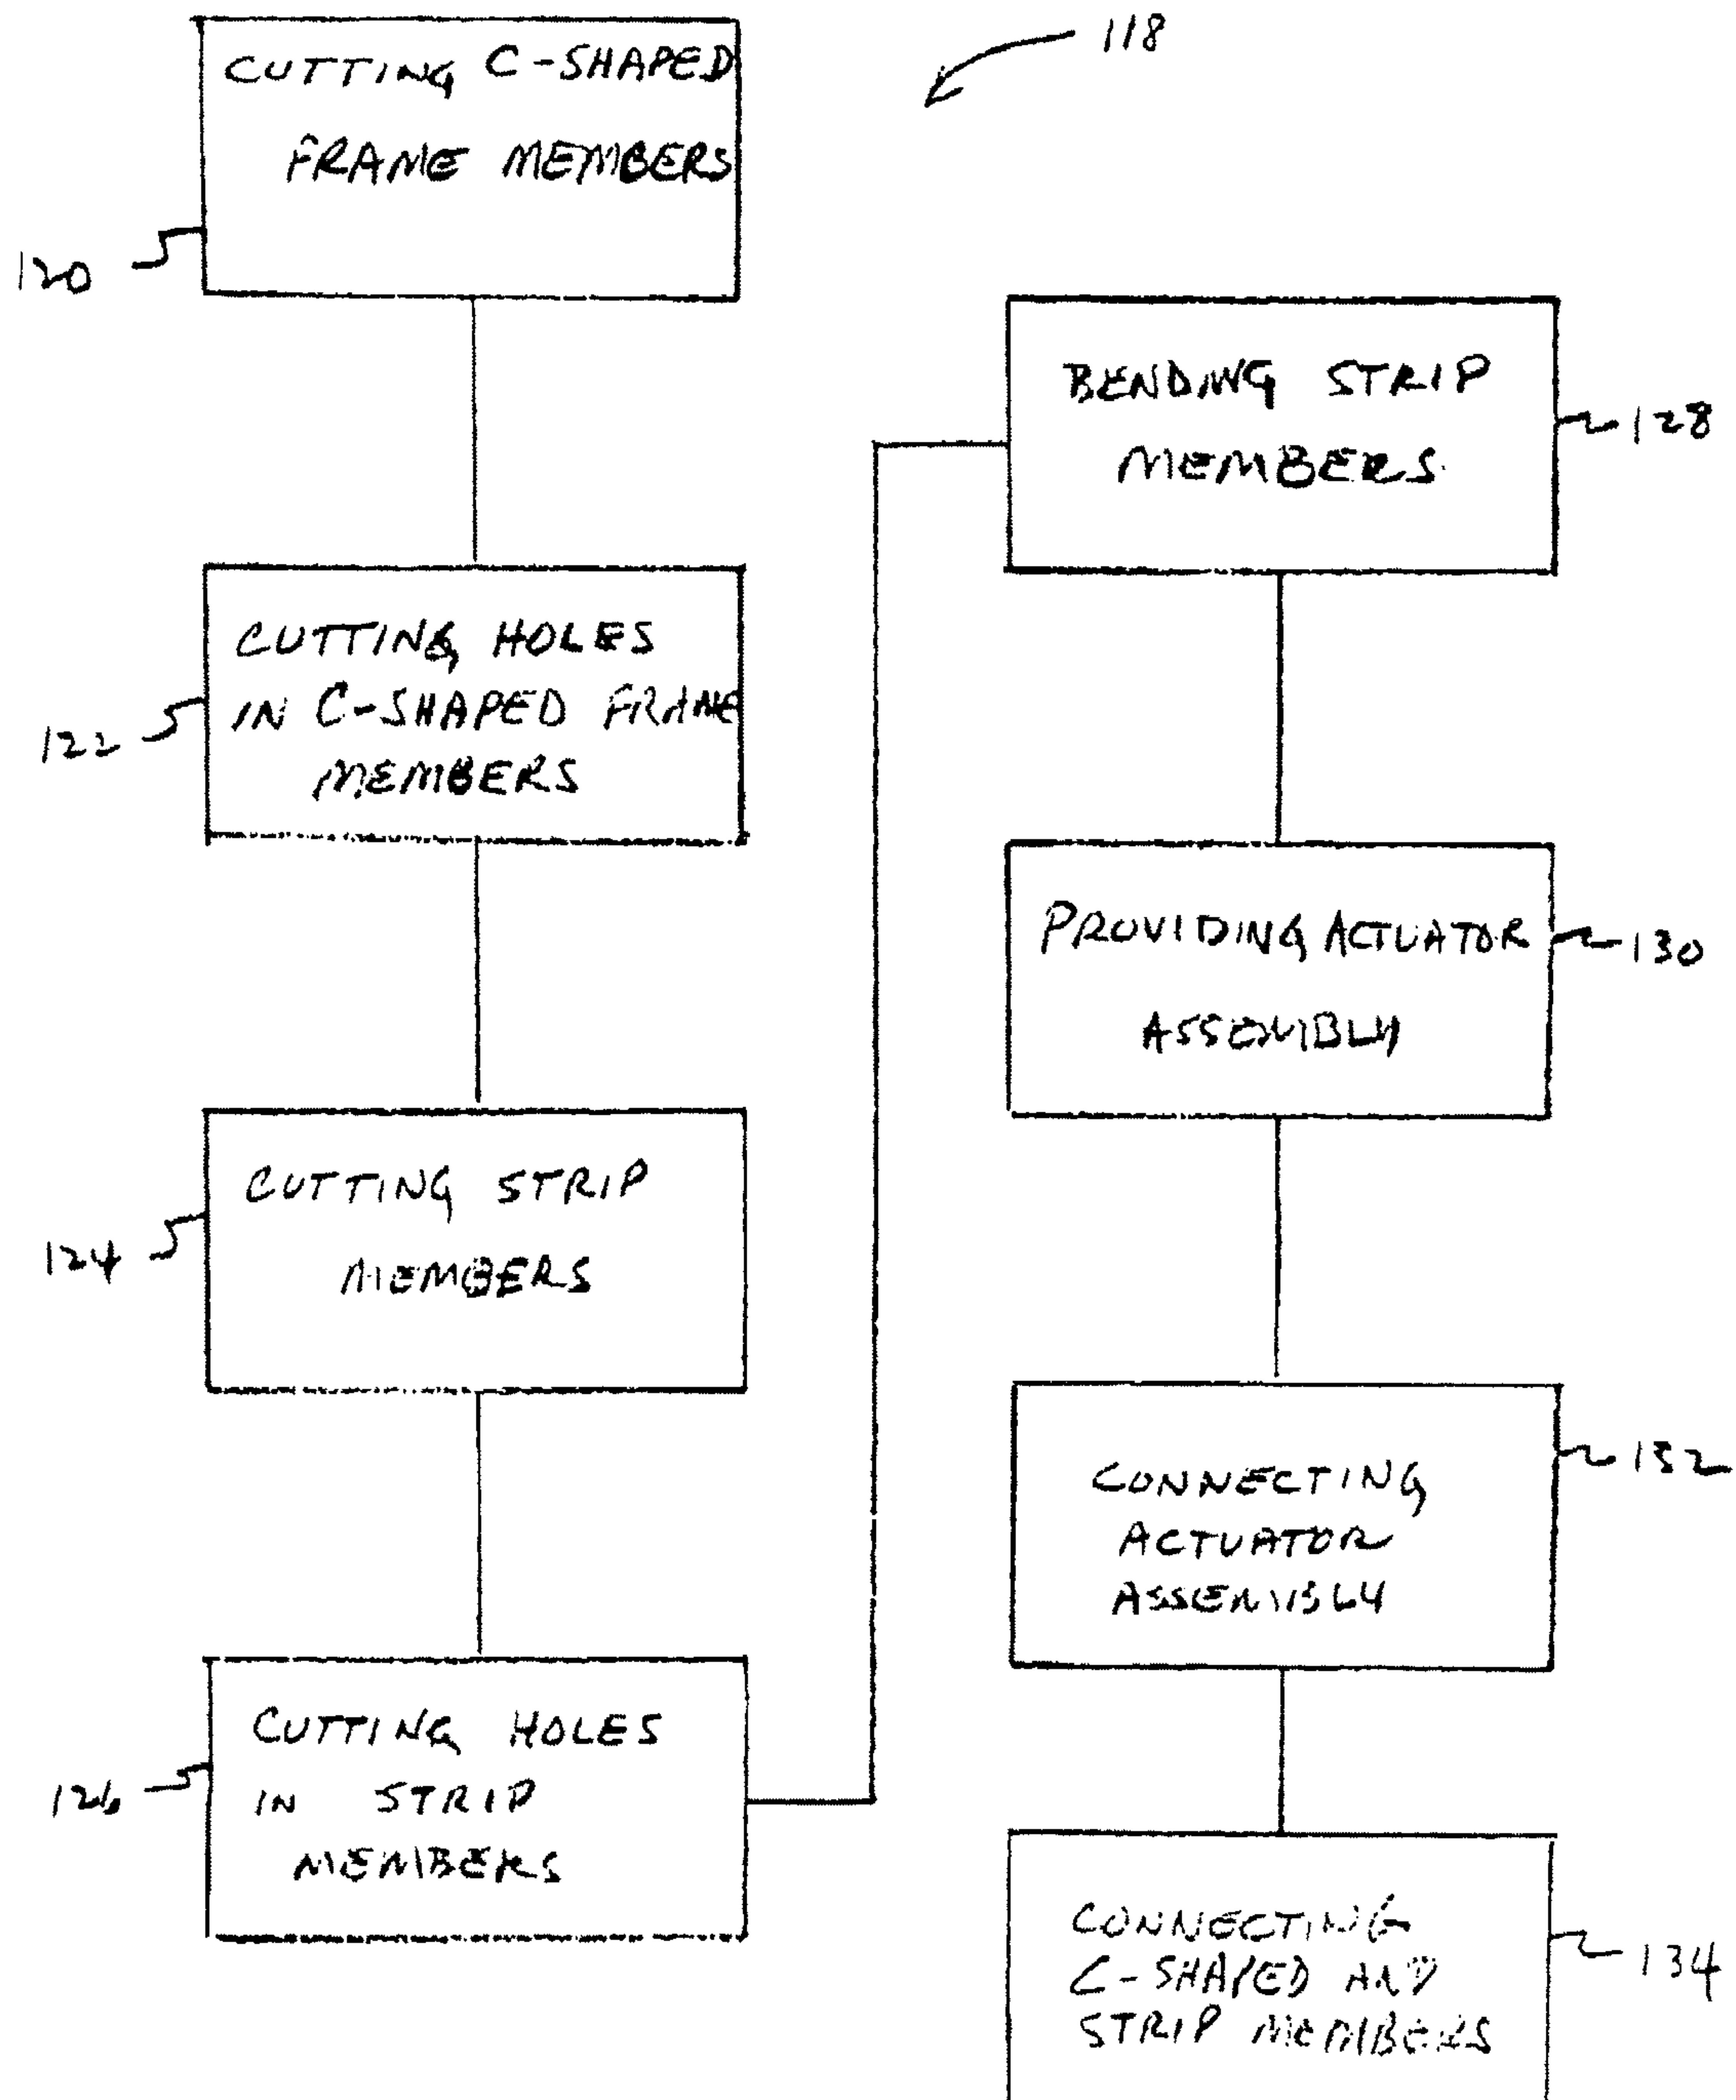 118
CUTTING C-SHAPED
FRAME MEMBERS
120
CUTTING HOLES
IN C-SHAPED FRAME
MEMBERS
122
CUTTING STRIP
MEMBERS
124
CUTTING HOLES
IN STRIP
MEMBERS
126
BENDING STRIP
MEMBERS
128
PROVIDING ACTUATOR
ASSEMBLY
130
CONNECTING
ACTUATOR
ASSEMBLY
132
CONNECTING
C-SHAPED AND
STRIP MEMBERS
134